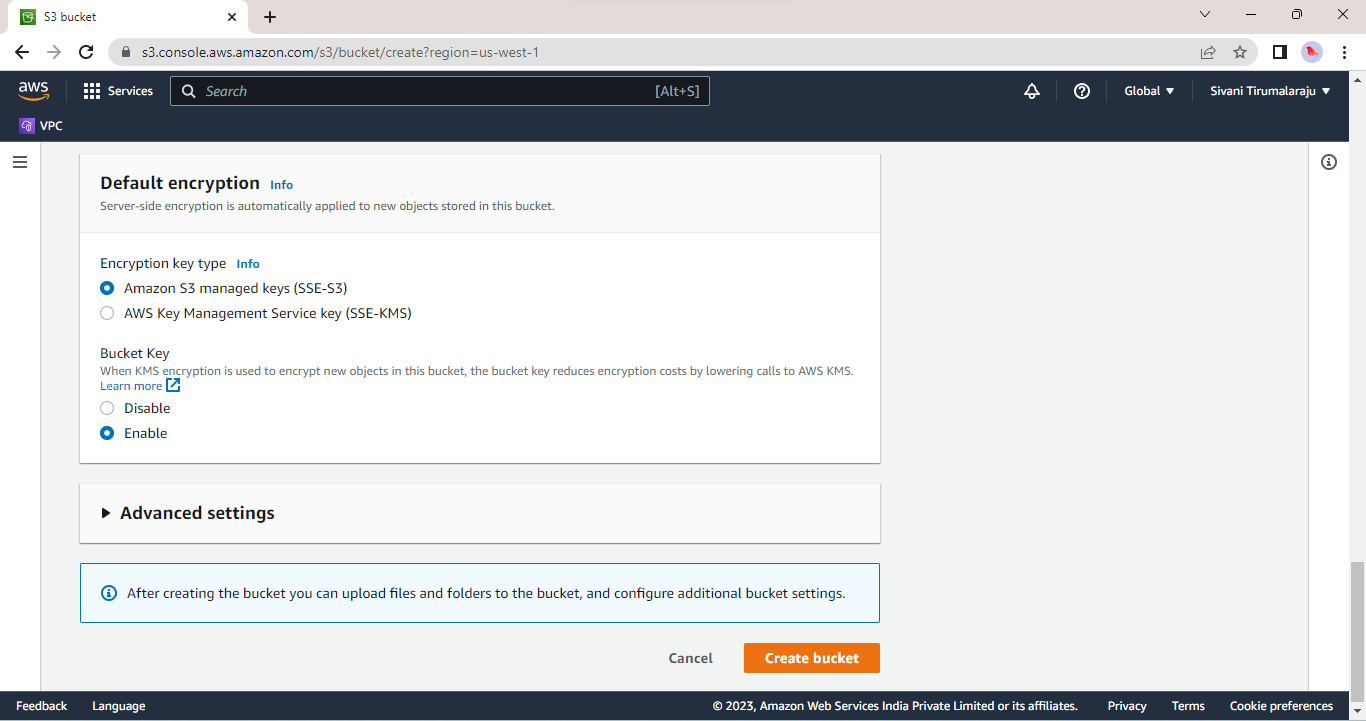 S3 bucket
s3.console.aws.amazon.com/s3/bucket/create?region=us-west-1
aws Services Search [Alt+S] Global Sivani Tirumalaraju
VPC
Default encryption Info
Server-side encryption is automatically applied to new objects stored in this bucket.
Encryption key type Info
Amazon S3 managed keys (SSE-S3)
AWS Key Management Service key (SSE-KMS)
Bucket Key
When KMS encryption is used to encrypt new objects in this bucket, the bucket key reduces encryption costs by lowering calls to AWS KMS.
Learn more
Disable
Enable
Advanced settings
After creating the bucket you can upload files and folders to the bucket, and configure additional bucket settings.
Cancel Create bucket
Feedback Language © 2023, Amazon Web Services India Private Limited or its affiliates. Privacy Terms Cookie preferences